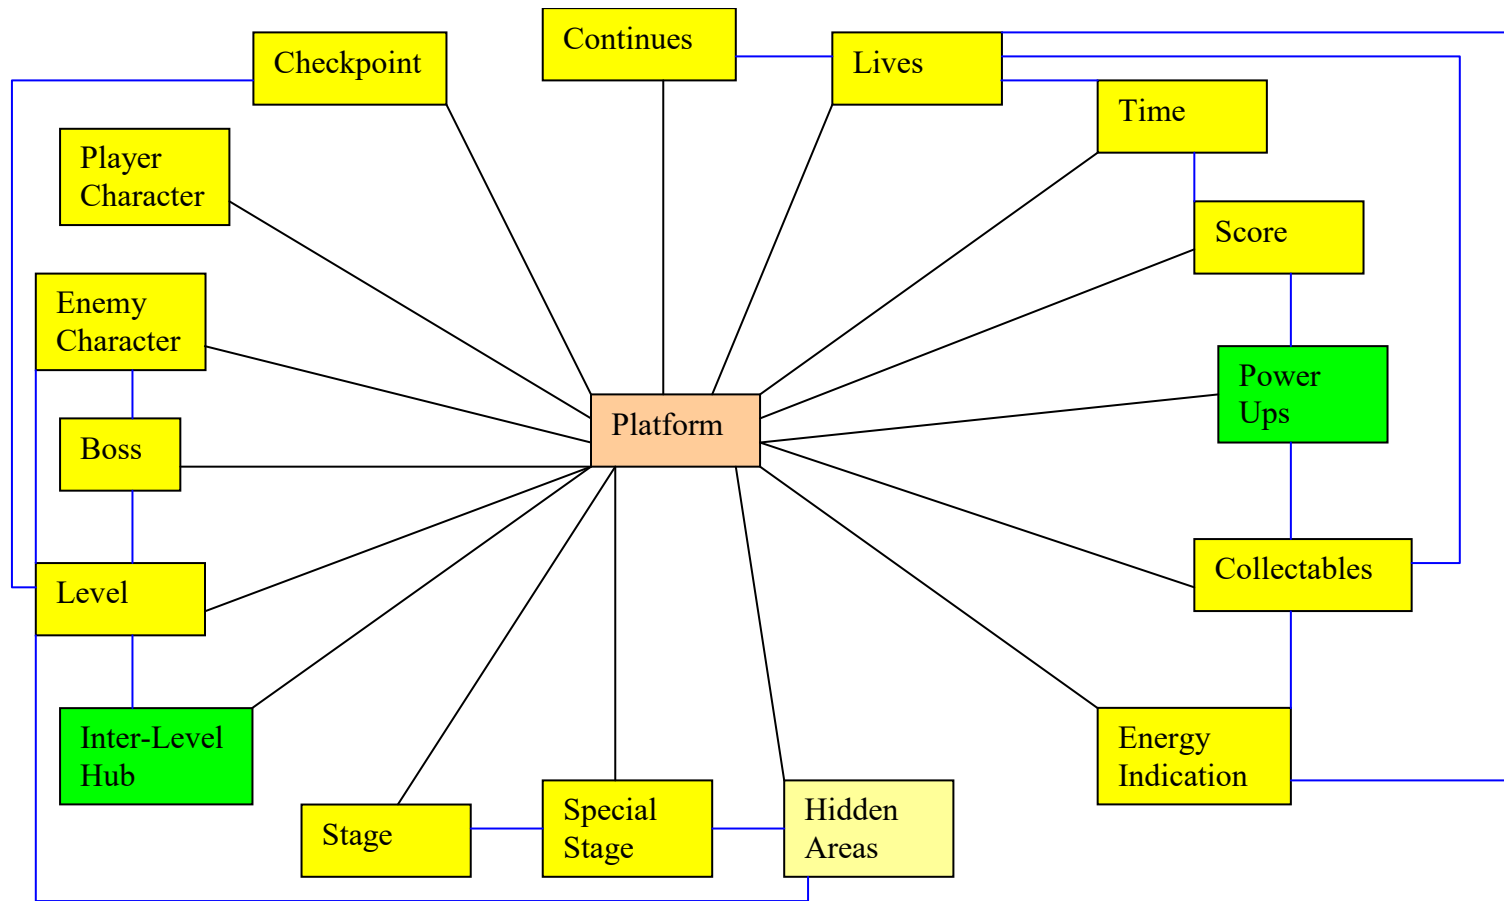 Continues
Checkpoint
Lives
Time
Player
Character
Score
Enemy
Character
Power
Ups
Platform
Boss
Collectables
Level
Inter-Level
Hub
Energy
Indication
Special
Stage
Hidden
Areas
Stage